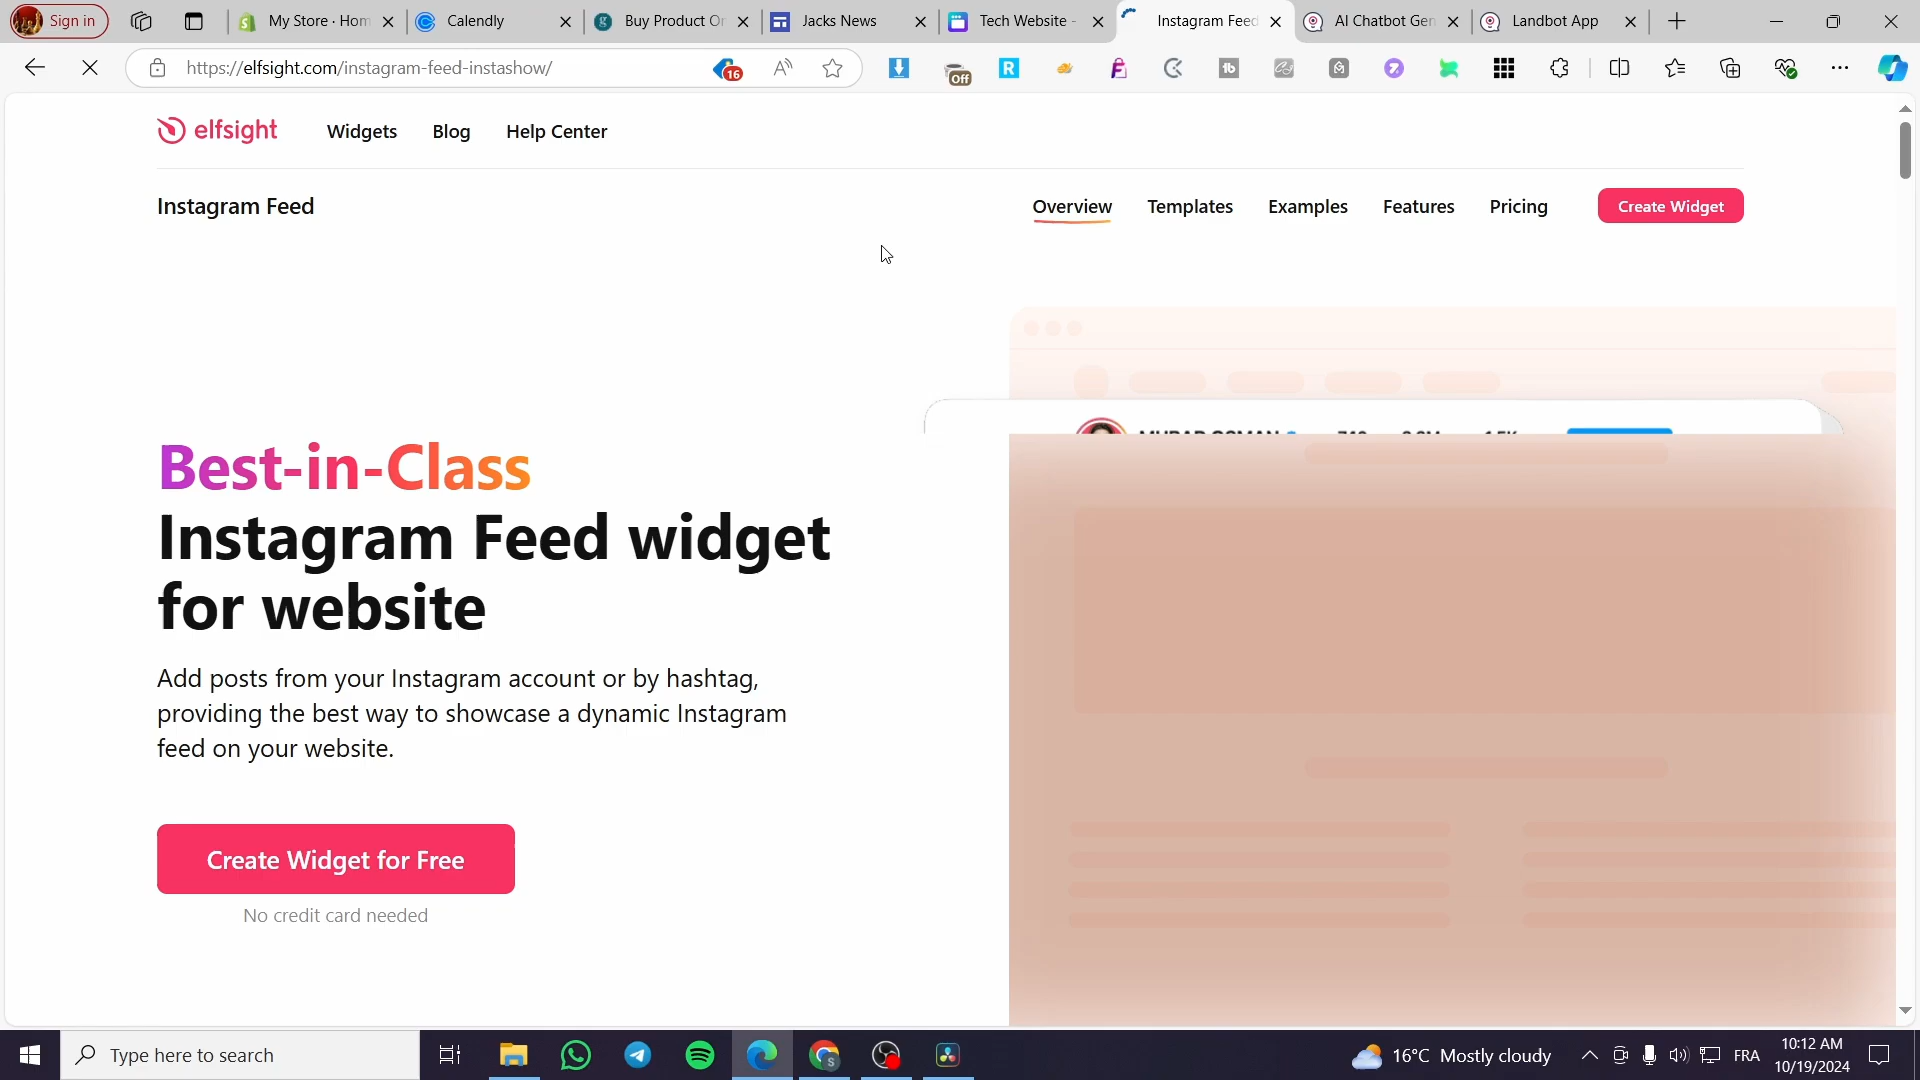 Sign in
My Store · Hom
Calendly
Buy Product On
Jacks News
Tech Website -
Instagram Feed
AI Chatbot Gen
Landbot App
https://elfsight.com/instagram-feed-instashow/
16
Off
elfsight
Widgets
Blog
Help Center
Instagram Feed
Overview
Templates
Examples
Features
Pricing
Create Widget
Best-in-Class
Instagram Feed widget
for website
Add posts from your Instagram account or by hashtag,
providing the best way to showcase a dynamic Instagram
feed on your website.
Create Widget for Free
No credit card needed
Type here to search
16°C Mostly cloudy
FRA
10:12 AM
10/19/2024